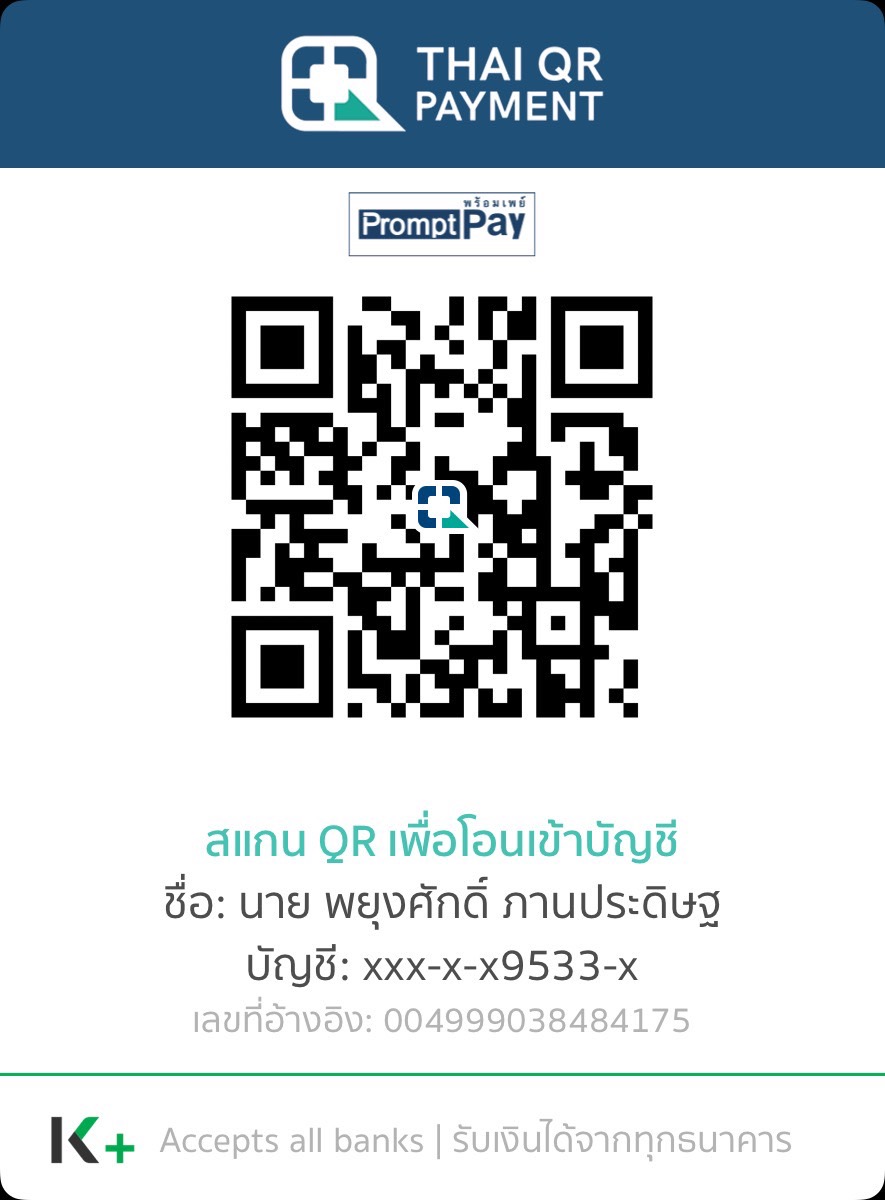 THAI QR
PAYMENT
พร้อมเพย์
PromptPay
สแกน QR เพื่อโอนเข้าบัญชี
ชื่อ: นาย พยุงศักดิ์ ภานประดิษฐ
บัญชี: xxx-x-x9533-x
เลขที่อ้างอิง: 004999038484175
K+ Accepts all banks | รับเงินได้จากทุกธนาคาร